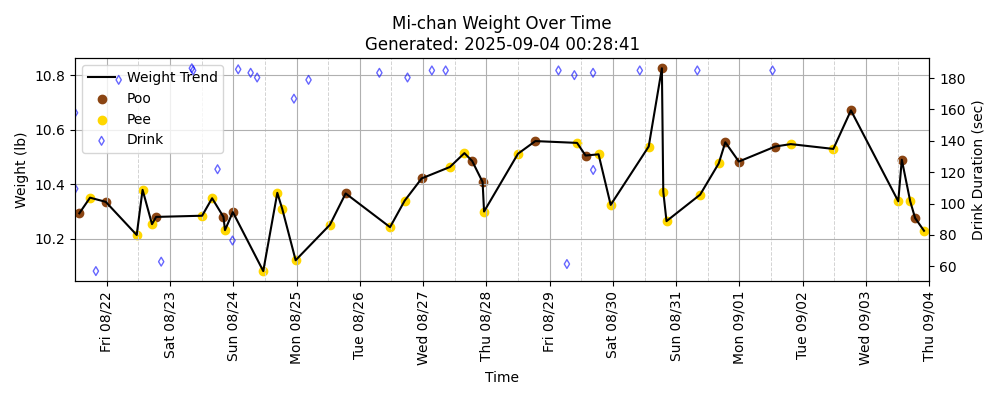 Mi-chan Weight Over Time
Generated: 2025-09-04 00:28:41
Weight Trend
Poo
Pee
Drink
Weight (lb)
10.8
10.6
10.4
10.2
Drink Duration (sec)
180
160
140
120
100
80
60
Fri 08/22
Sat 08/23
Sun 08/24
Mon 08/25
Tue 08/26
Wed 08/27
Thu 08/28
Fri 08/29
Sat 08/30
Sun 08/31
Mon 09/01
Tue 09/02
Wed 09/03
Thu 09/04
Time